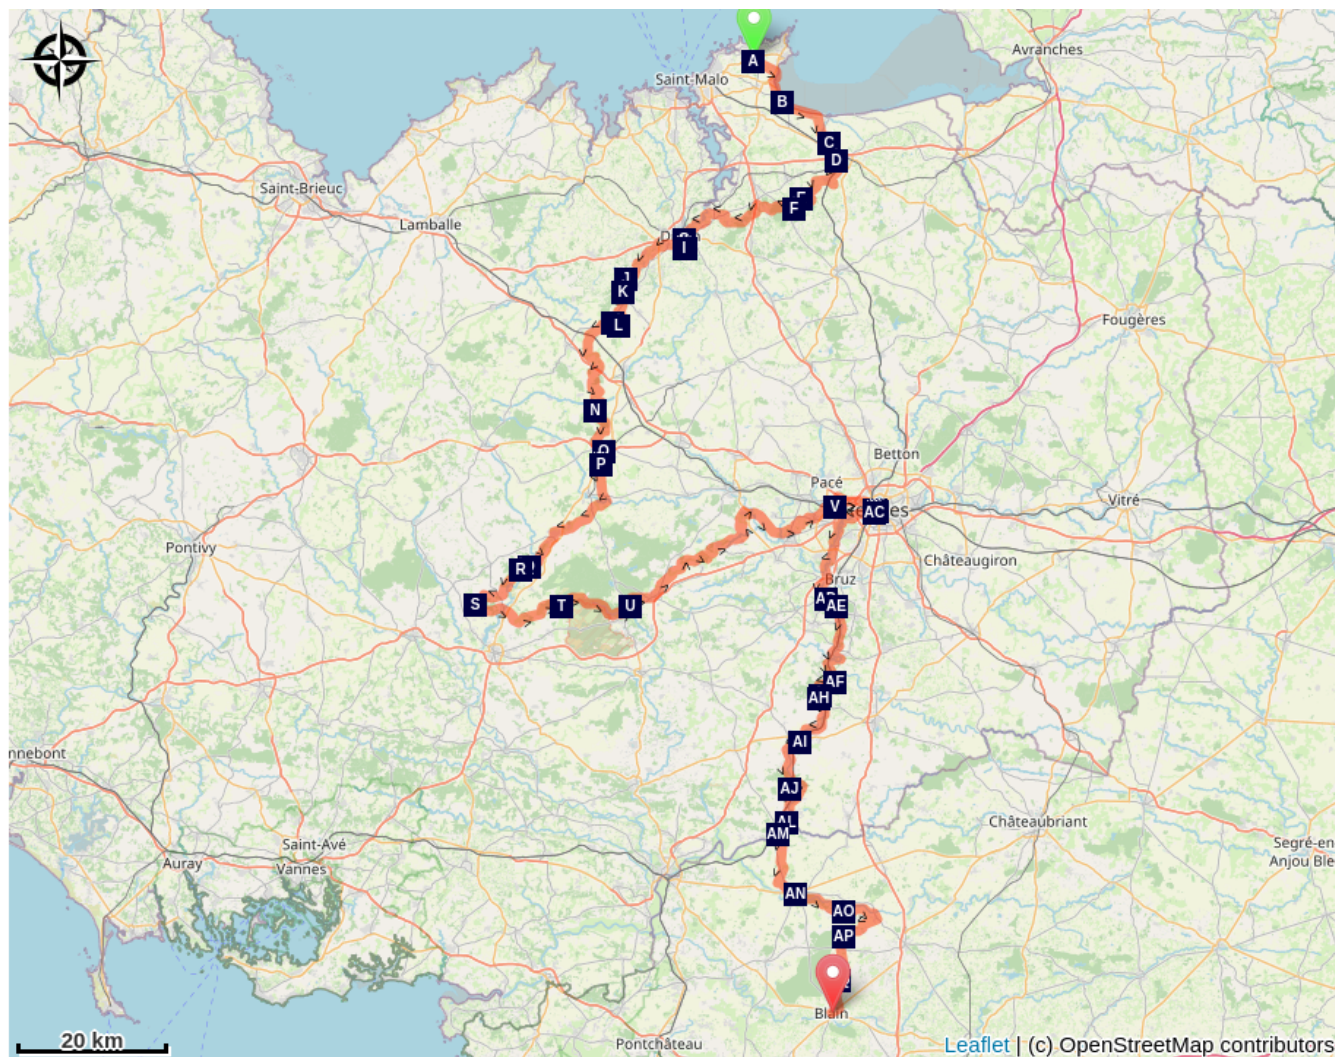 A
Avranches
Saint-Malo
B
C
D
Saint-Brieuc
F
Lamballe
I
J
K
L
Fougères
N
Betton
O
P
Pacé
V
Vitré
AC
Pontivy
Châteaugiron
R
Bruz
S
T
U
AE
AF
AH
AI
nnebont
AJ
AL
Châteaubriant
AM
Saint-Avé
Segré-en
Auray
Anjou Ble
Vannes
AN
AO
AP
Blain
20 km
Pontchâteau
Leaflet | (c) OpenStreetMap contributors